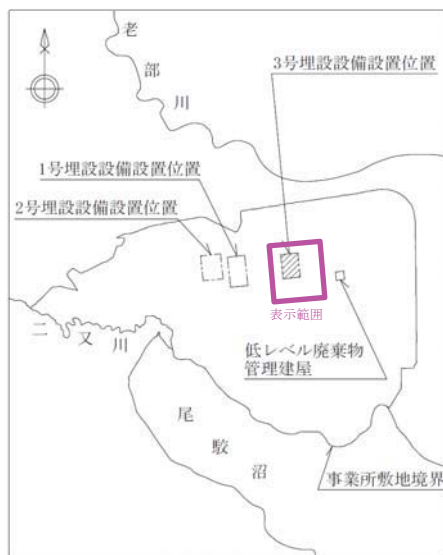 老部川
3号埋設設備設置位置
1号埋設設備設置位置
2号埋設設備設置位置
表示範囲
低レベル廃棄物
管理建屋
二又川
尾駮沼
事業所敷地境界